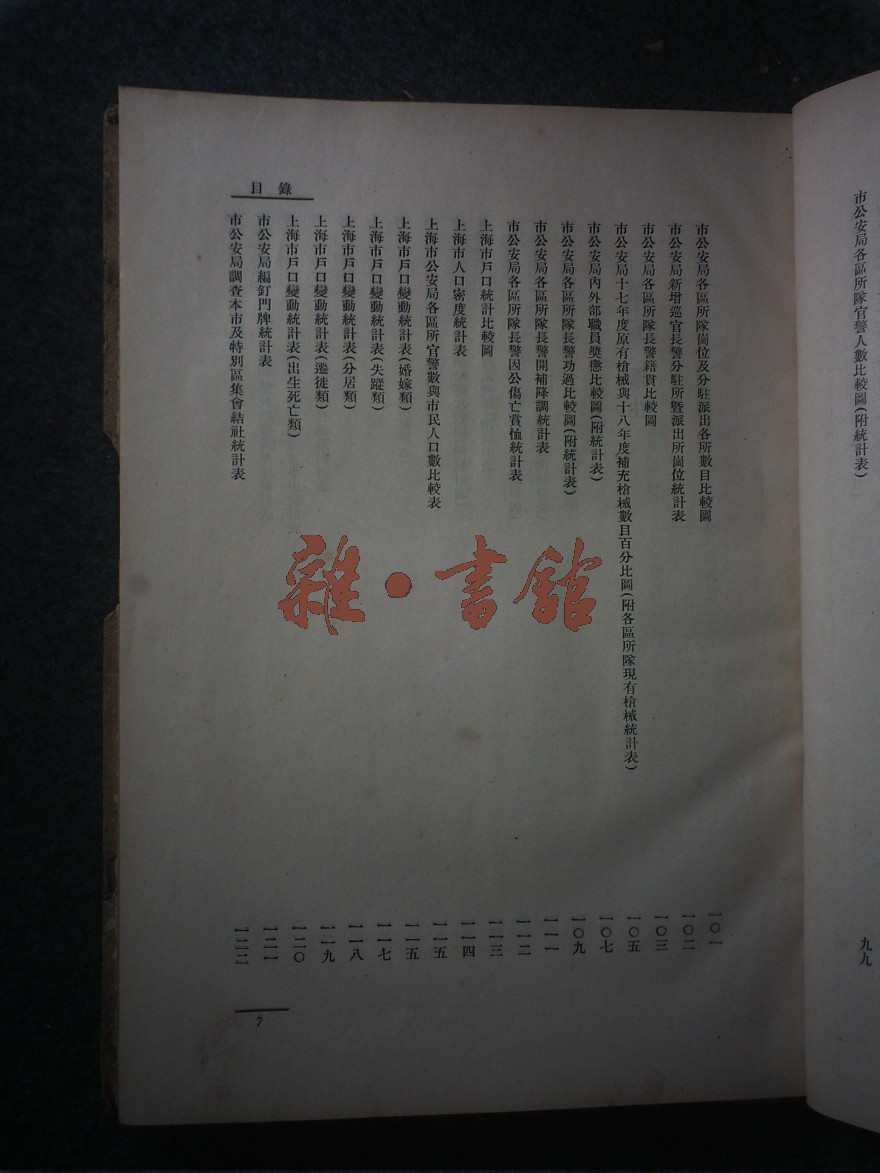 市公安局各區所隊官警人數比較圖(附統計表)
九九
目錄
市公安局各區所隊崗位及分駐派出各所數目比較圖
一〇一
市公安局新增巡官長警分駐所暨派出所崗位統計表
一〇二
市公安局各區所隊長警籍貫比較圖
一〇三
市公安局十七年度原有槍械與十八年度補充槍械數目百分比圖(附各區所隊現有槍械統計表)
一〇五
市公安局內外部職員獎懲比較圖(附統計表)
一〇七
市公安局各區所隊長警功過比較圖(附統計表)
一〇九
市公安局各區所隊長警開補降調統計表
一一一
市公安局各區所隊長警因公傷亡賞恤統計表
一一二
上海市戶口統計比較圖
一一三
上海市人口密度統計表
一一四
上海市公安局各區所官警數與市民人口數比較表
一一五
上海市戶口變動統計表(婚嫁類)
一一五
上海市戶口變動統計表(失蹤類)
一一七
上海市戶口變動統計表(分居類)
一一八
上海市戶口變動統計表(遷徙類)
一一九
上海市戶口變動統計表(出生死亡類)
一二〇
市公安局編釘門牌統計表
一二一
市公安局調查本市及特別區集會結社統計表
一二二
7
雜·書館